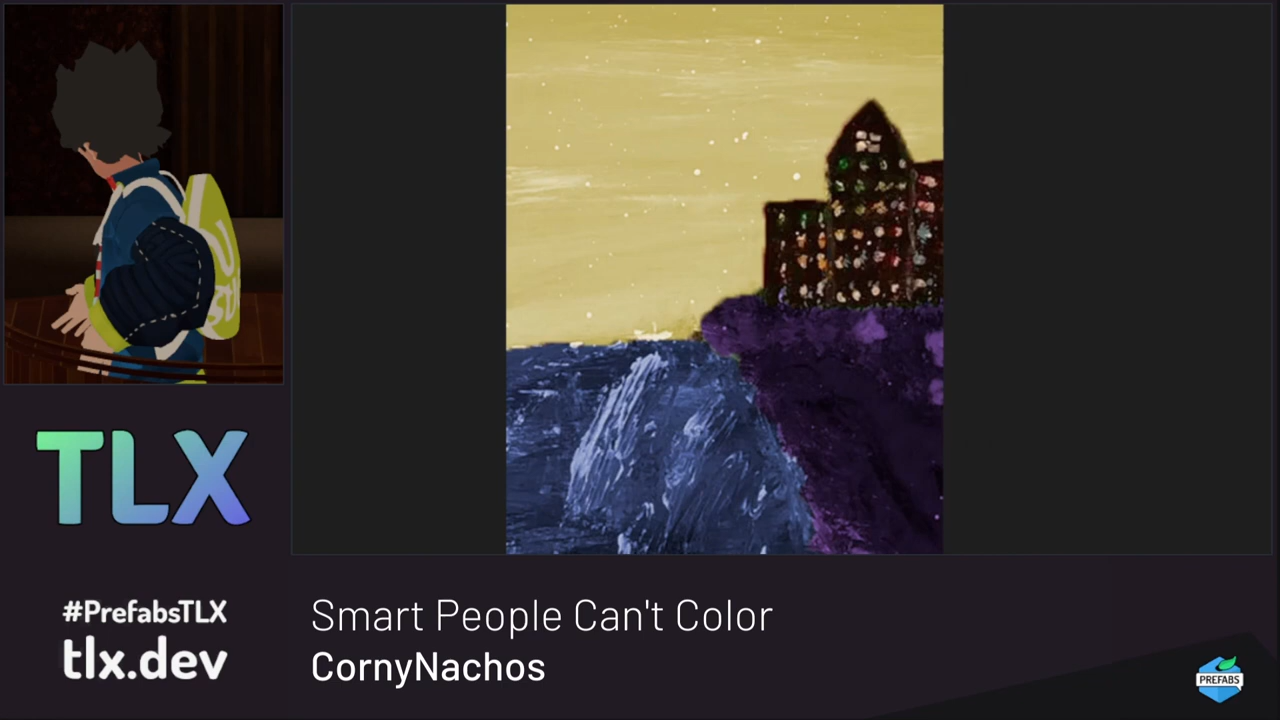 TLX
#PrefabsTLX
tlx.dev
Smart People Can't Color
CornyNachos
PREFABS